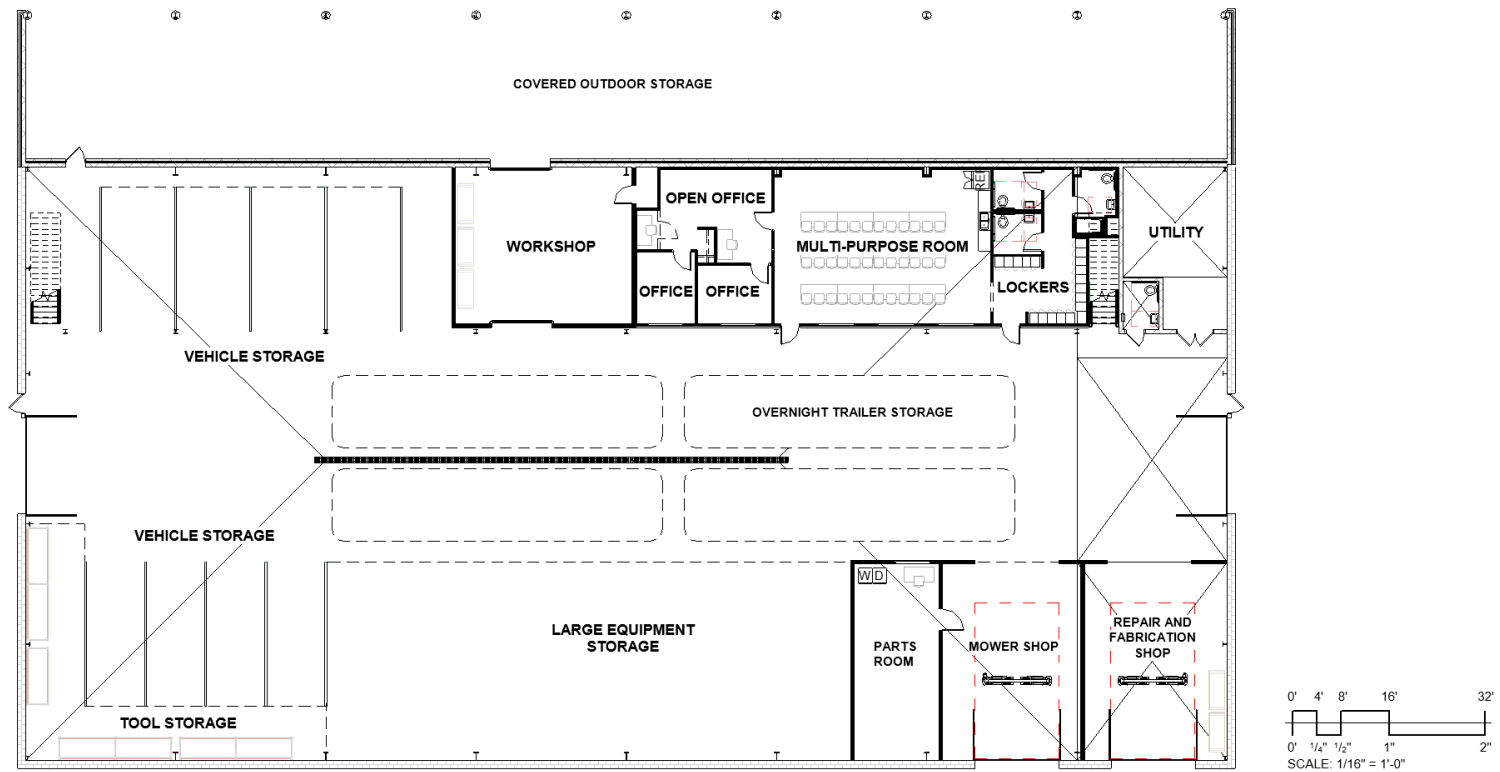 COVERED OUTDOOR STORAGE
OPEN OFFICE
REF
WORKSHOP
MULTI-PURPOSE ROOM
UTILITY
OFFICE
OFFICE
LOCKERS
VEHICLE STORAGE
OVERNIGHT TRAILER STORAGE
VEHICLE STORAGE
W D
LARGE EQUIPMENT
STORAGE
PARTS
ROOM
MOWER SHOP
REPAIR AND
FABRICATION
SHOP
TOOL STORAGE
0' 4' 8' 16' 32'
0' 1/4" 1/2" 1" 2"
SCALE: 1/16" = 1'-0"